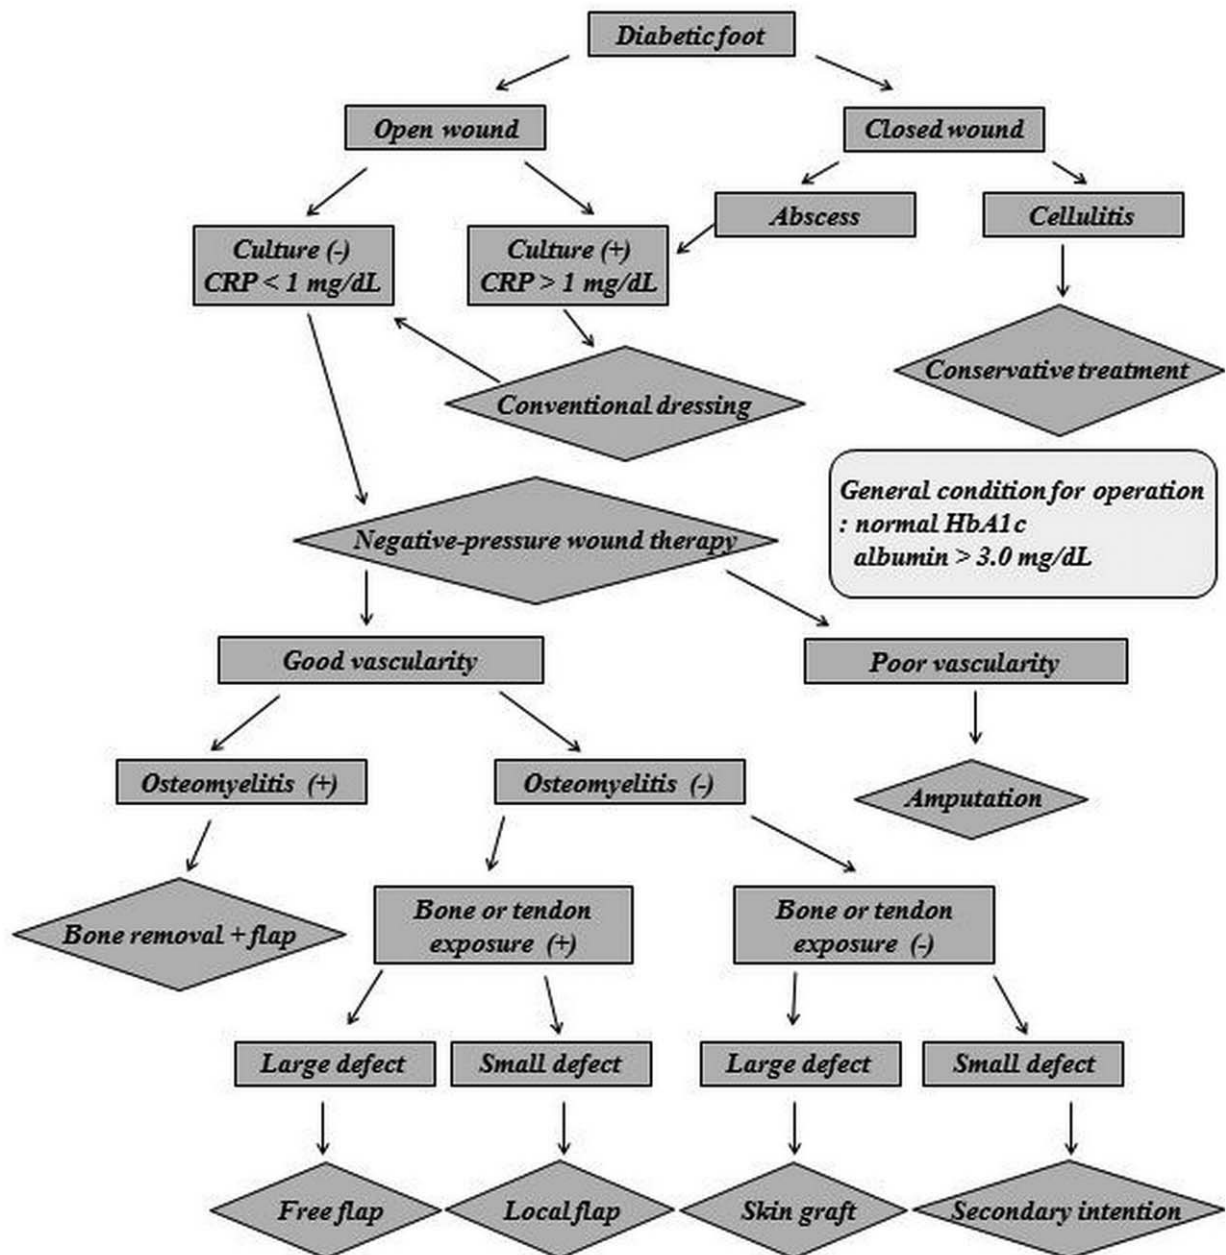 Diabetic foot
Open wound
Closed wound
Abscess
Cellulitis
Culture (-)
CRP < 1 mg/dL
Culture (+)
CRP > 1 mg/dL
Conservative treatment
Conventional dressing
General condition for operation
: normal HbA1c
albumin > 3.0 mg/dL
Negative-pressure wound therapy
Good vascularity
Poor vascularity
Osteomyelitis (+)
Osteomyelitis (-)
Amputation
Bone removal + flap
Bone or tendon
exposure (+)
Bone or tendon
exposure (-)
Large defect
Small defect
Large defect
Small defect
Free flap
Local flap
Skin graft
Secondary intention